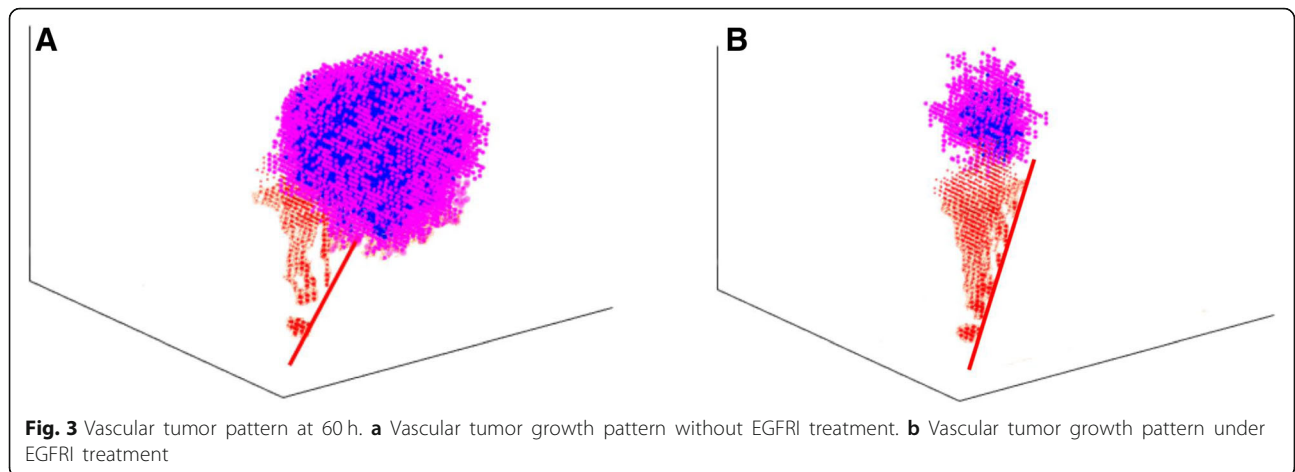 A
B
Fig. 3 Vascular tumor pattern at 60 h. a Vascular tumor growth pattern without EGFRI treatment. b Vascular tumor growth pattern under
EGFRI treatment